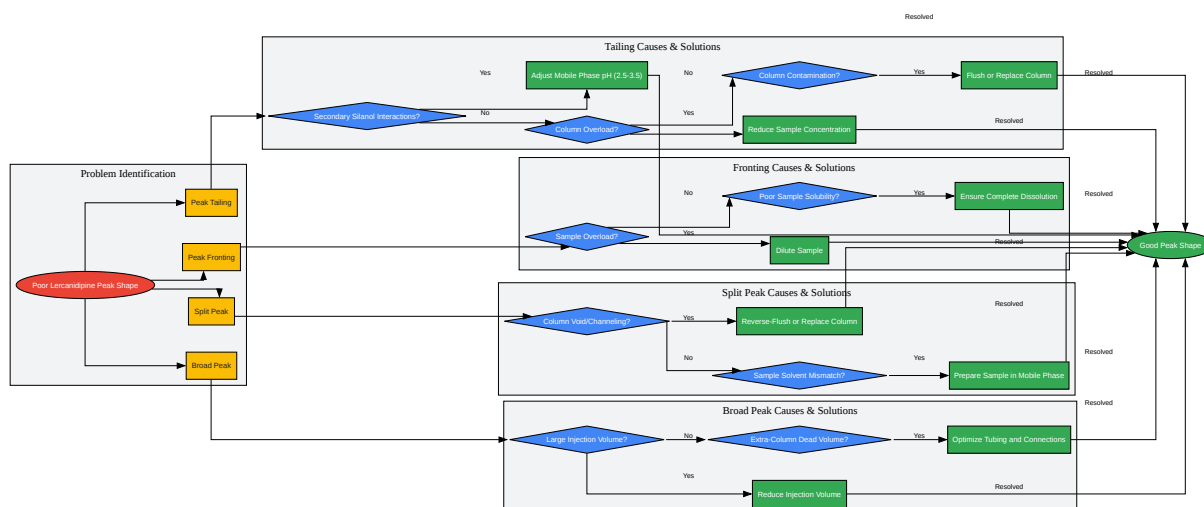 Resolved
Tailing Causes & Solutions
Yes
Adjust Mobile Phase pH (2.5-3.5)
No
Column Contamination?
Yes
Flush or Replace Column
Resolved
Secondary Silanol Interactions?
No
Column Overload?
Yes
Reduce Sample Concentration
Resolved
Problem Identification
Peak Tailing
Peak Fronting
Poor Lercanidipine Peak Shape
Split Peak
Broad Peak
Fronting Causes & Solutions
No
Poor Sample Solubility?
Yes
Ensure Complete Dissolution
Resolved
Sample Overload?
Yes
Dilute Sample
Resolved
Good Peak Shape
Split Peak Causes & Solutions
Column Void/Channeling?
Yes
Reverse-Flush or Replace Column
Resolved
No
Sample Solvent Mismatch?
Yes
Prepare Sample in Mobile Phase
Resolved
Broad Peak Causes & Solutions
Resolved
Large Injection Volume?
No
Extra-Column Dead Volume?
Yes
Optimize Tubing and Connections
Yes
Reduce Injection Volume
Resolved